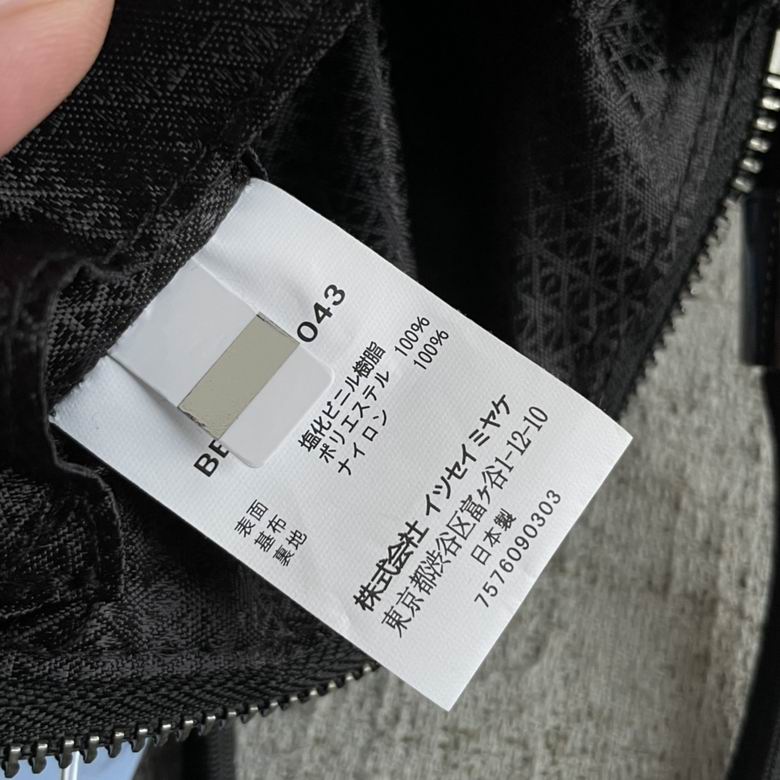 043
表面 塩化ビニル樹脂
基布 ポリエステル 100%
裏地 ナイロン 100%
株式会社 イッセイミヤケ
東京都渋谷区富ヶ谷1-12-10
日本製
7576090303